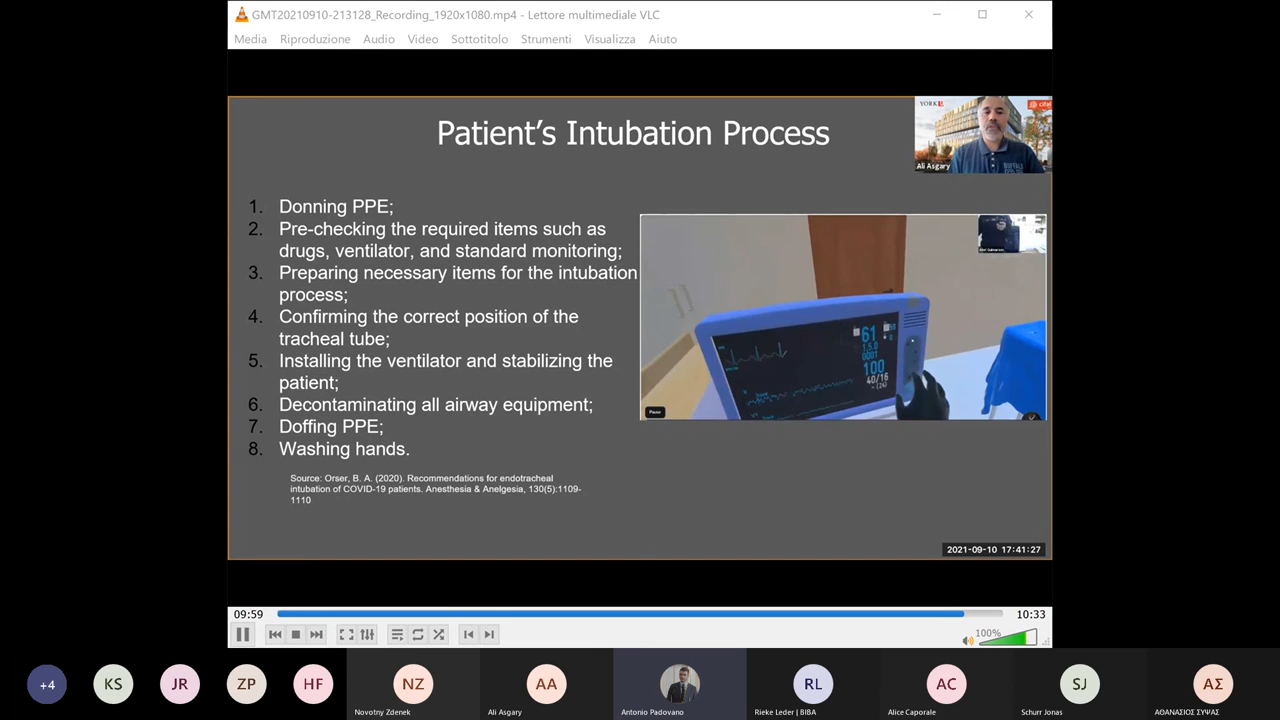 GMT20210910-213128_Recording_1920x1080.mp4 - Lettore multimediale VLC
Media Riproduzione Audio Video Sottotitolo Strumenti Visualizza Aiuto
Patient's Intubation Process
YORK
cifal
Ali Asgary
1. Donning PPE;
2. Pre-checking the required items such as
drugs, ventilator, and standard monitoring;
3. Preparing necessary items for the intubation
process;
4. Confirming the correct position of the
tracheal tube;
5. Installing the ventilator and stabilizing the
patient;
6. Decontaminating all airway equipment;
7. Doffing PPE;
8. Washing hands.
61
100
40/16
Pause
Source: Orser, B. A. (2020). Recommendations for endotracheal
intubation of COVID-19 patients. Anesthesia & Anelgesia, 130(5):1109-
1110
2021-09-10 17:41:27
09:59
10:33
100%
+4 KS JR ZP HF NZ AA RL AC SJ ΑΣ
Novotny Zdenek Ali Asgary Antonio Padovano Rieke Leder | BIBA Alice Caporale Schurr Jonas ΑΘΑΝΑΣΙΟΣ ΣΥΨΑΣ